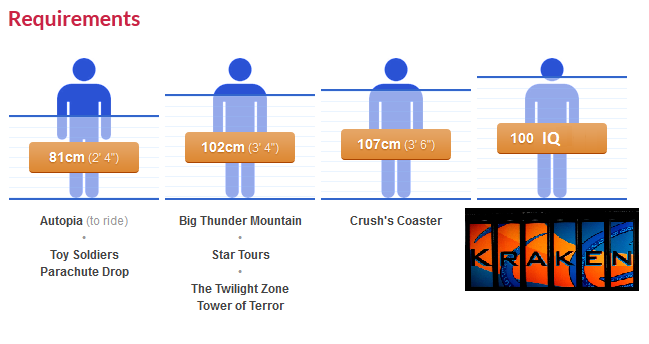 Requirements
81cm (2' 4")
102cm (3' 4")
107cm (3' 6")
100 IQ
Autopia (to ride)
•
Toy Soldiers
Parachute Drop
Big Thunder Mountain
•
Star Tours
•
The Twilight Zone
Tower of Terror
Crush's Coaster
KRAKEN